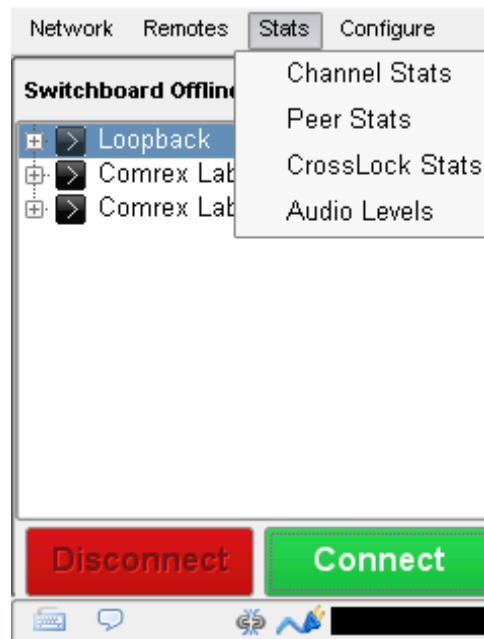 Network Remotes Stats Configure
Channel Stats
Peer Stats
CrossLock Stats
Audio Levels
Switchboard Offline
Loopback
Comrex Lab
Comrex Lab
Disconnect Connect